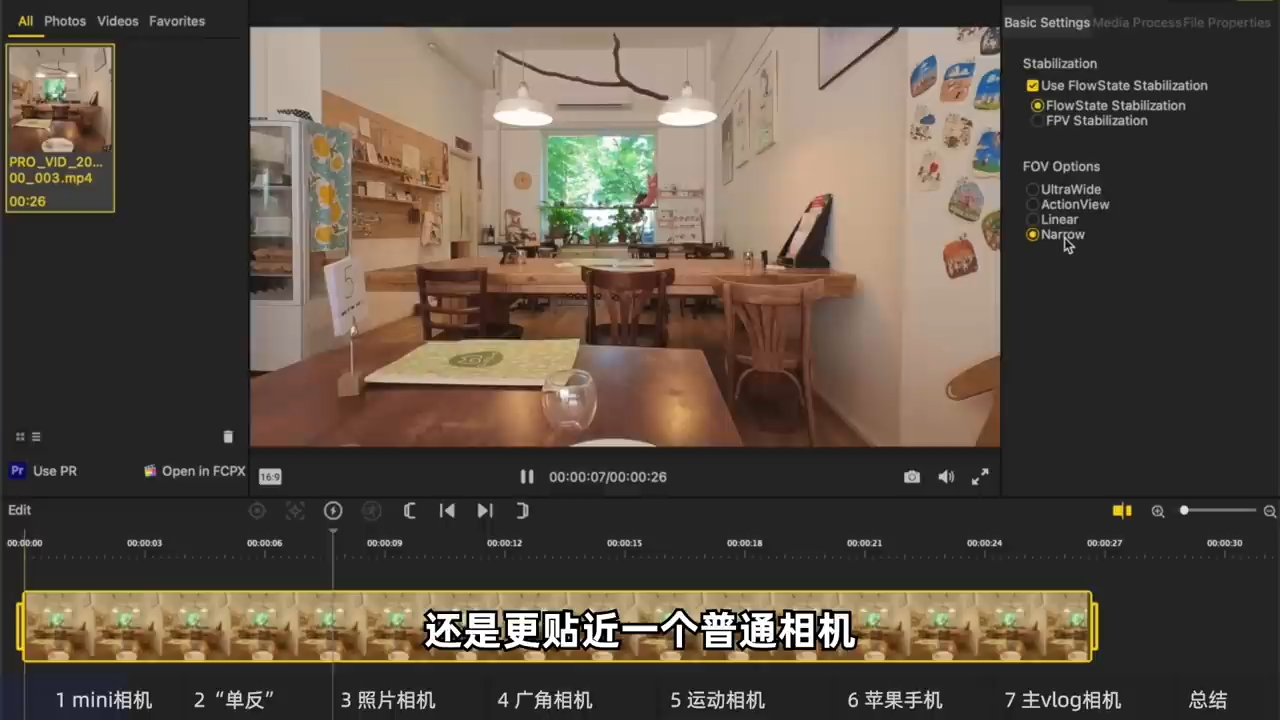 All Photos Videos Favorites
PRO_VID_20...
00_003.mp4
00:26
Pr Use PR Open in FCPX
5
16:9 00:00:07/00:00:26
Basic Settings Media Process File Properties
Stabilization
Use FlowState Stabilization
FlowState Stabilization
FPV Stabilization
FOV Options
UltraWide
ActionView
Linear
Narrow
Edit
00:00:00 00:00:03 00:00:06 00:00:09 00:00:12 00:00:15 00:00:18 00:00:21 00:00:24 00:00:27 00:00:30
还是更贴近一个普通相机
1 mini相机 2“单反” 3 照片相机 4 广角相机 5 运动相机 6 苹果手机 7 主vlog相机 总结